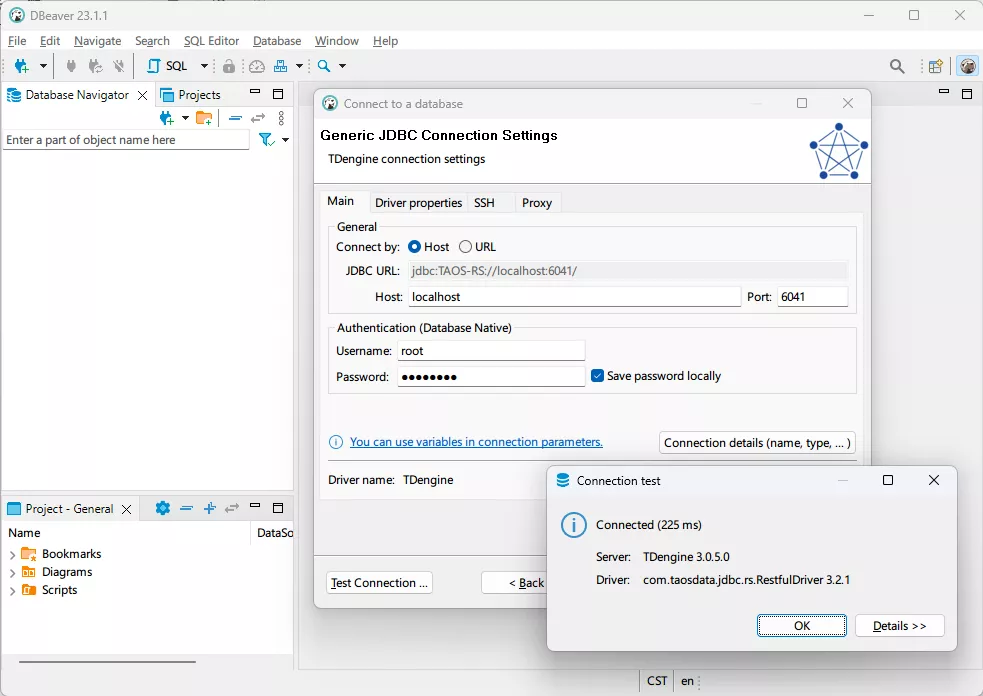 DBeaver 23.1.1
File Edit Navigate Search SQL Editor Database Window Help
SQL
Database Navigator Projects
Enter a part of object name here
Connect to a database
Generic JDBC Connection Settings
TDengine connection settings
Main Driver properties SSH Proxy
General
Connect by: Host URL
JDBC URL: jdbc:TAOS-RS://localhost:6041/
Host: localhost Port: 6041
Authentication (Database Native)
Username: root
Password: ●●●●●●●● Save password locally
You can use variables in connection parameters. Connection details (name, type, ... )
Driver name: TDengine
Test Connection ... < Back
Connection test
Connected (225 ms)
Server: TDengine 3.0.5.0
Driver: com.taosdata.jdbc.rs.RestfulDriver 3.2.1
OK Details >>
Project - General
Name DataSo
Bookmarks
Diagrams
Scripts
CST en